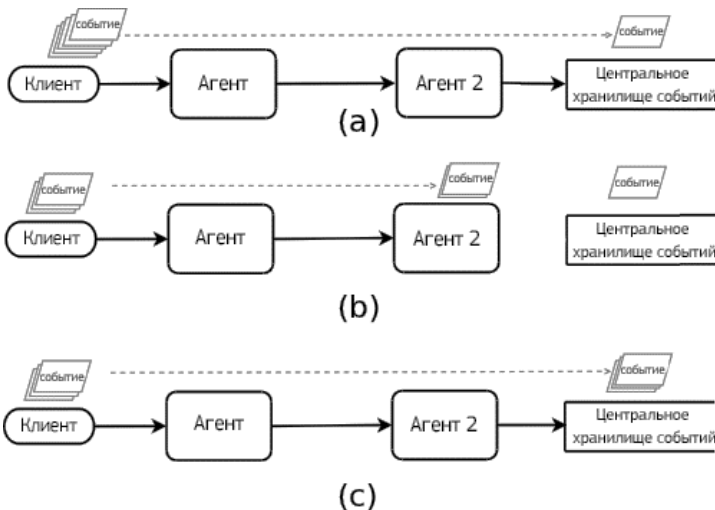 событие
событие
Клиент
Агент
Агент 2
Центральное
хранилище событий
(a)
событие
событие
событие
Клиент
Агент
Агент 2
Центральное
хранилище событий
(b)
событие
событие
Клиент
Агент
Агент 2
Центральное
хранилище событий
(c)